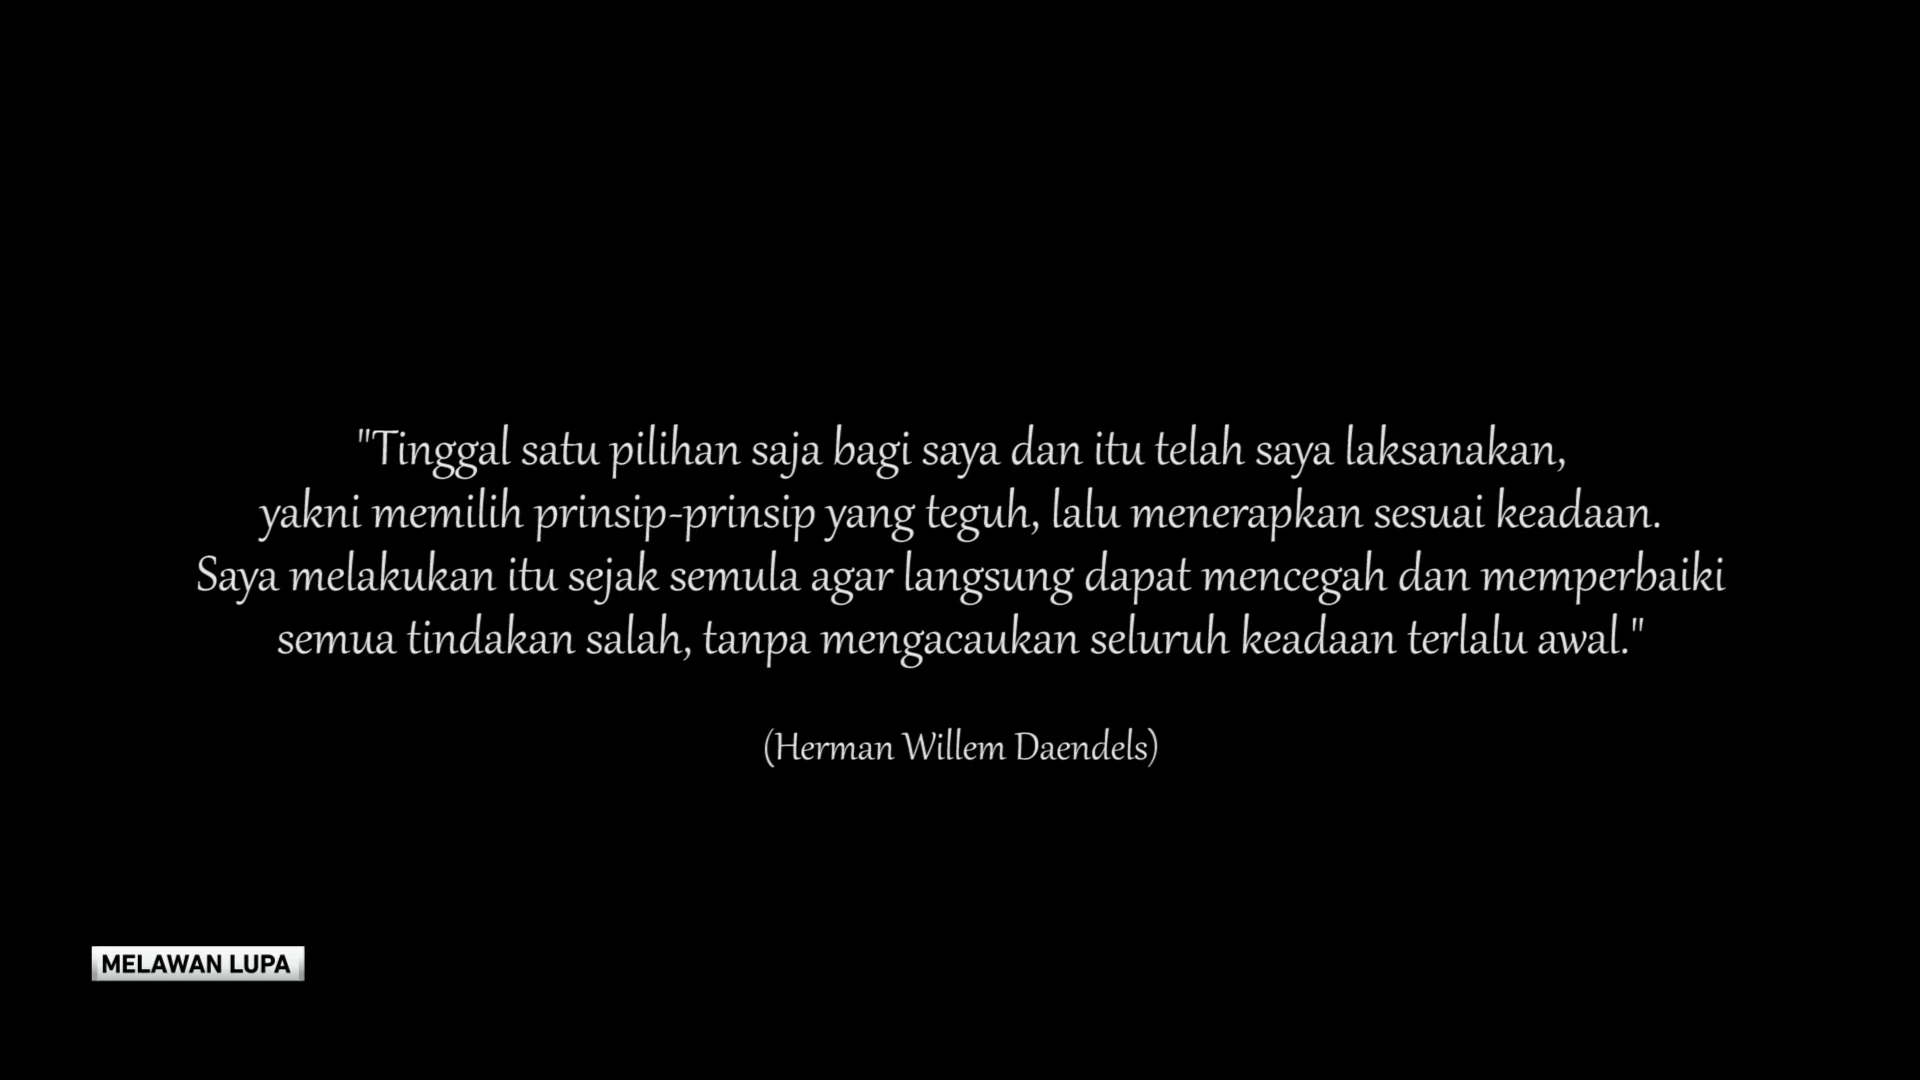 "Tinggal satu pilihan saja bagi saya dan itu telah saya laksanakan,
yakni memilih prinsip-prinsip yang teguh, lalu menerapkan sesuai keadaan.
Saya melakukan itu sejak semula agar langsung dapat mencegah dan memperbaiki
semua tindakan salah, tanpa mengacaukan seluruh keadaan terlalu awal."
(Herman Willem Daendels)
MELAWAN LUPA